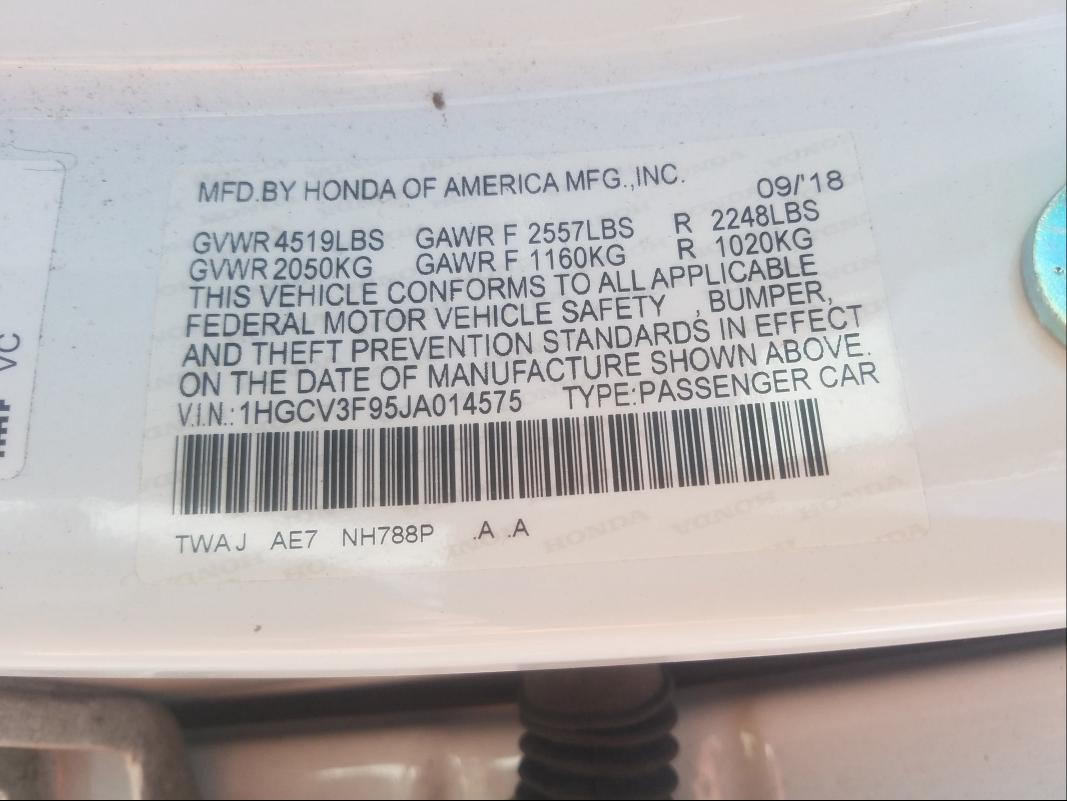 MFD.BY HONDA OF AMERICA MFG.,INC. 09/'18
GVWR 4519LBS GAWR F 2557LBS R 2248LBS
GVWR 2050KG GAWR F 1160KG R 1020KG
THIS VEHICLE CONFORMS TO ALL APPLICABLE
FEDERAL MOTOR VEHICLE SAFETY , BUMPER,
AND THEFT PREVENTION STANDARDS IN EFFECT
ON THE DATE OF MANUFACTURE SHOWN ABOVE.
V.I.N.: 1HGCV3F95JA014575 TYPE:PASSENGER CAR
TWAJ AE7 NH788P .A .A
VC